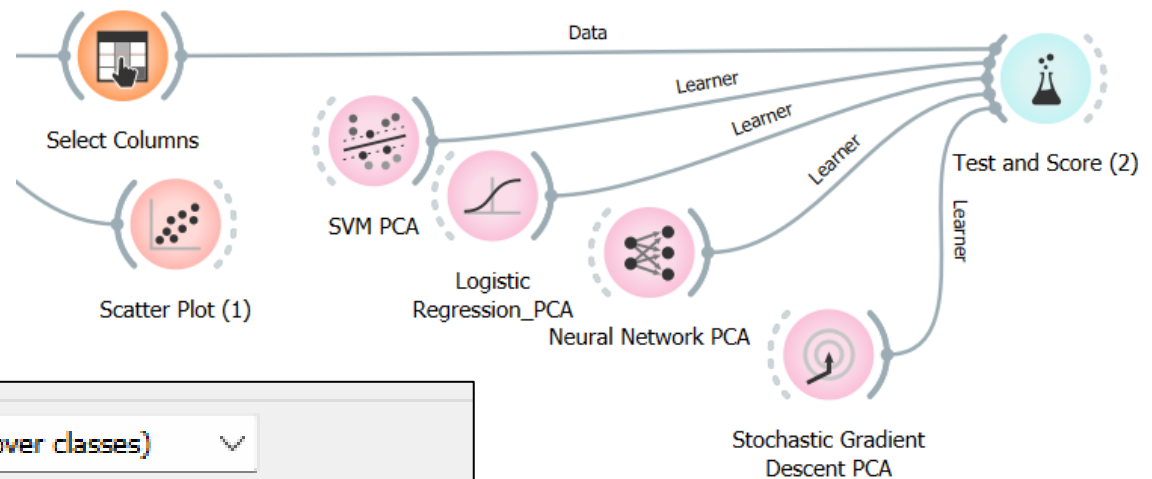 Data
Learner
Select Columns
Learner
Learner
Test and Score (2)
SVM PCA
Learner
Logistic
Regression_PCA
Scatter Plot (1)
Neural Network PCA
over classes)
Stochastic Gradient
Descent PCA